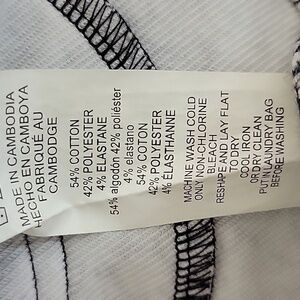 MADE IN CAMBODIA
HECHO EN CAMBOYA
FABRIQUÉ AU
CAMBODGE
54% COTTON
42% POLYESTER
4% ELASTANE
54% algodón 42% poliéster
4% elastano
54% COTON
42% POLYESTER
4% ELASTHANNE
MACHINE WASH COLD
ONLY NON-CHLORINE
BLEACH
RESHAPE AND LAY FLAT
TO DRY
COOL IRON
OR DRY CLEAN
PUT IN LAUNDRY BAG
BEFORE WASHING